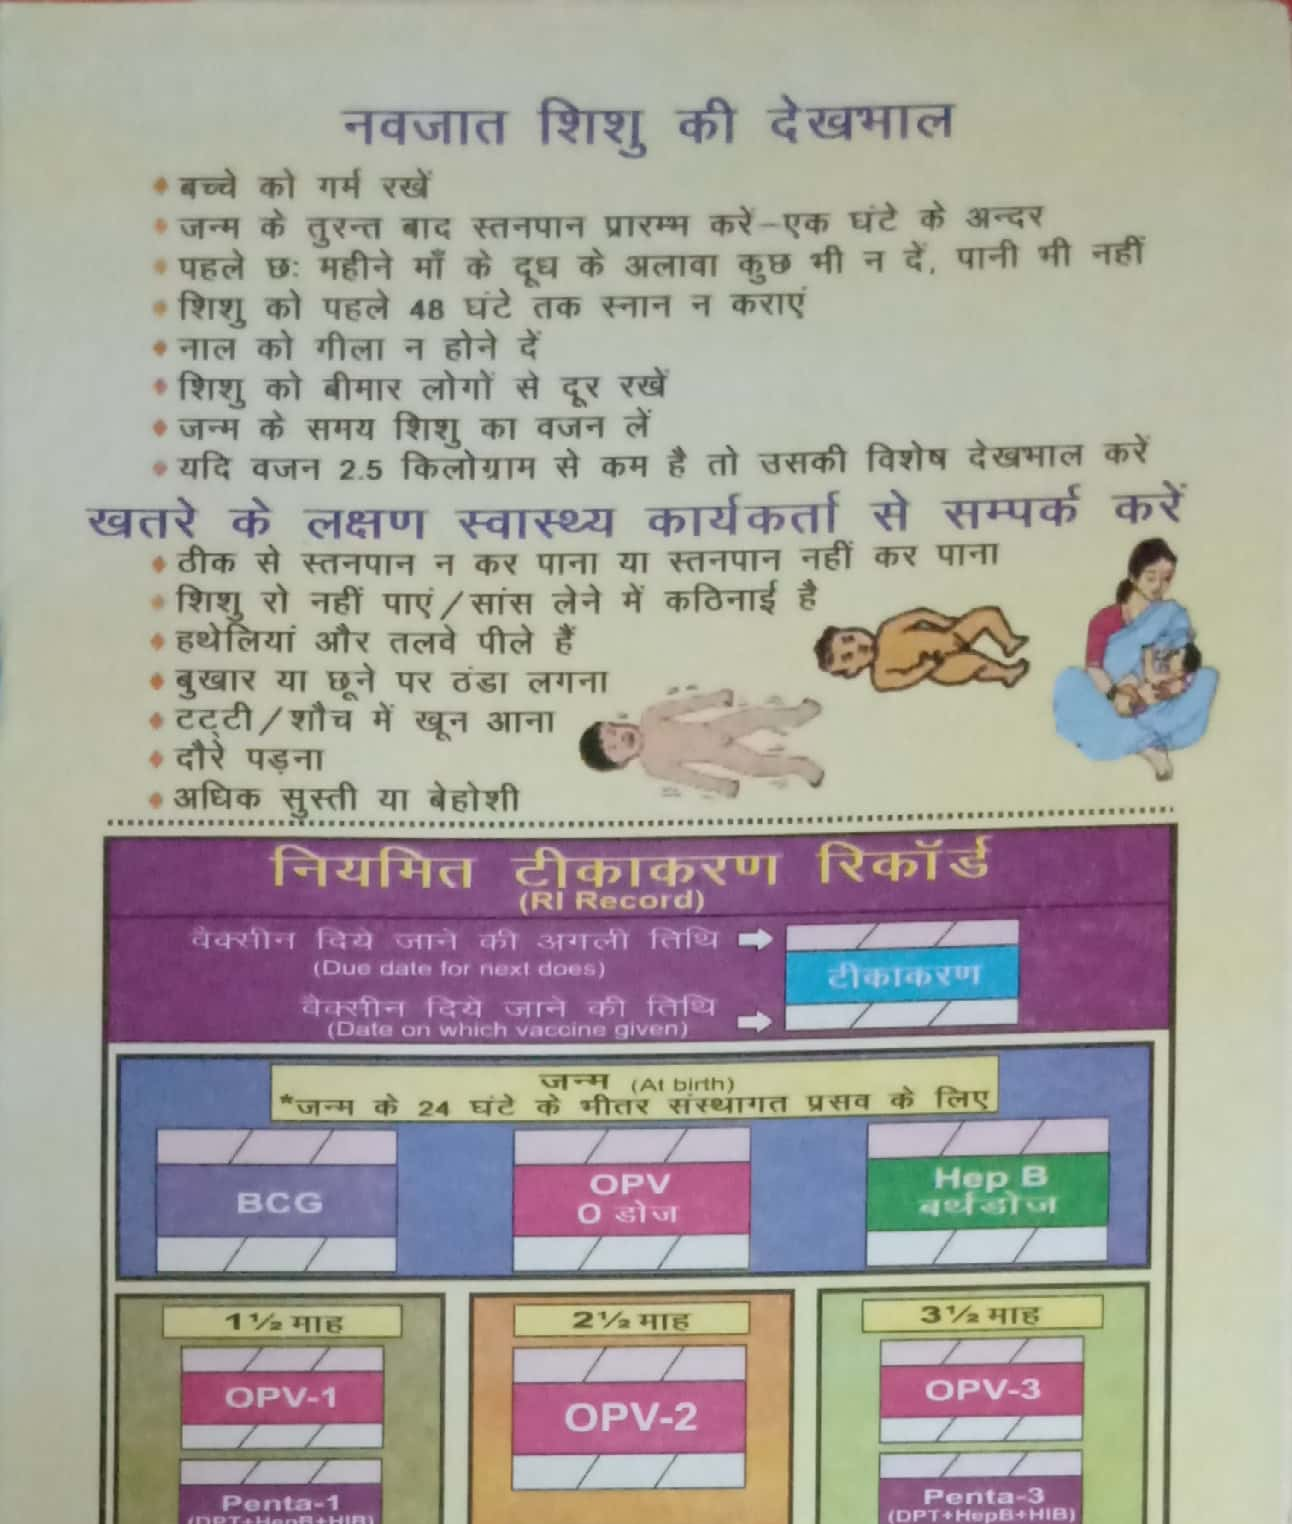 नवजात शिशु की देखभाल
बच्चे को गर्म रखें
जन्म के तुरन्त बाद स्तनपान प्रारम्भ करें–एक घंटे के अन्दर
पहले छः महीने माँ के दूध के अलावा कुछ भी न दें, पानी भी नहीं
शिशु को पहले 48 घंटे तक स्नान न कराएं
नाल को गीला न होने दें
शिशु को बीमार लोगों से दूर रखें
जन्म के समय शिशु का वजन लें
यदि वजन 2.5 किलोग्राम से कम है तो उसकी विशेष देखभाल करें
खतरे के लक्षण स्वास्थ्य कार्यकर्ता से सम्पर्क करें
ठीक से स्तनपान न कर पाना या स्तनपान नहीं कर पाना
शिशु रो नहीं पाएं/सांस लेने में कठिनाई है
हथेलियां और तलवे पीले हैं
बुखार या छूने पर ठंडा लगना
टट्टी/शौच में खून आना
दौरे पड़ना
अधिक सुस्ती या बेहोशी
नियमित टीकाकरण रिकॉर्ड
(RI Record)
वैक्सीन दिये जाने की अगली तिथि
(Due date for next does)
टीकाकरण
वैक्सीन दिये जाने की तिथि
(Date on which vaccine given)
जन्म (At birth)
*जन्म के 24 घंटे के भीतर संस्थागत प्रसव के लिए
BCG
OPV
0 डोज
Hep B
बर्थडोज
1½ माह
2½ माह
3½ माह
OPV-1
OPV-2
OPV-3
Penta-1
(DPT+HepB+HIB)
Penta-3
(DPT+HepB+HIB)